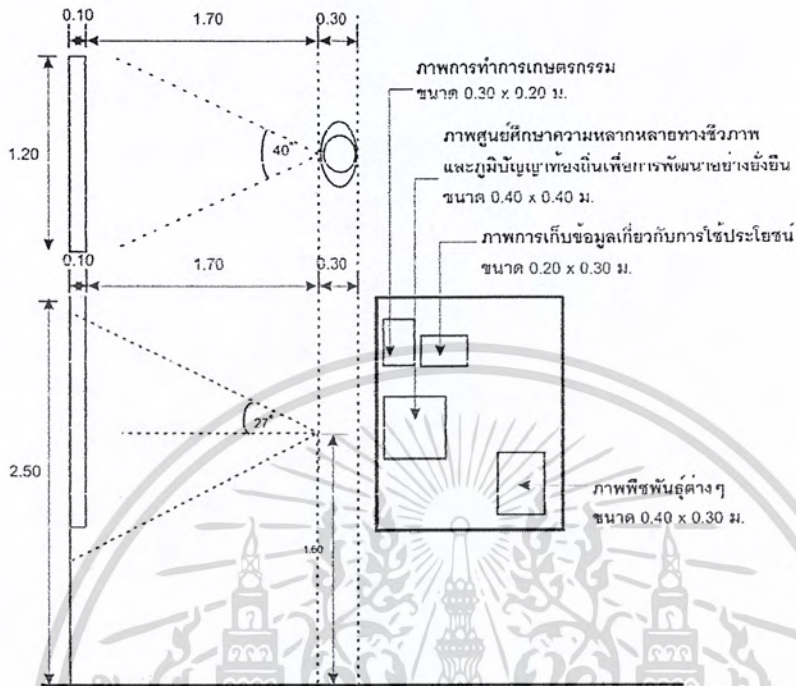 0.10 1.70 0.30
ภาพการทำการเกษตรกรรม
ขนาด 0.30 x 0.20 ม.
1.20
40°
ภาพศูนย์ศึกษาความหลากหลายทางชีวภาพ
และภูมิปัญญาท้องถิ่นเพื่อการพัฒนาอย่างยั่งยืน
ขนาด 0.40 x 0.40 ม.
ภาพการเก็บข้อมูลเกี่ยวกับการใช้ประโยชน์
ขนาด 0.20 x 0.30 ม.
0.10 1.70 0.30
27°
2.50
1.60
ภาพพืชพันธุ์ต่างๆ
ขนาด 0.40 x 0.30 ม.